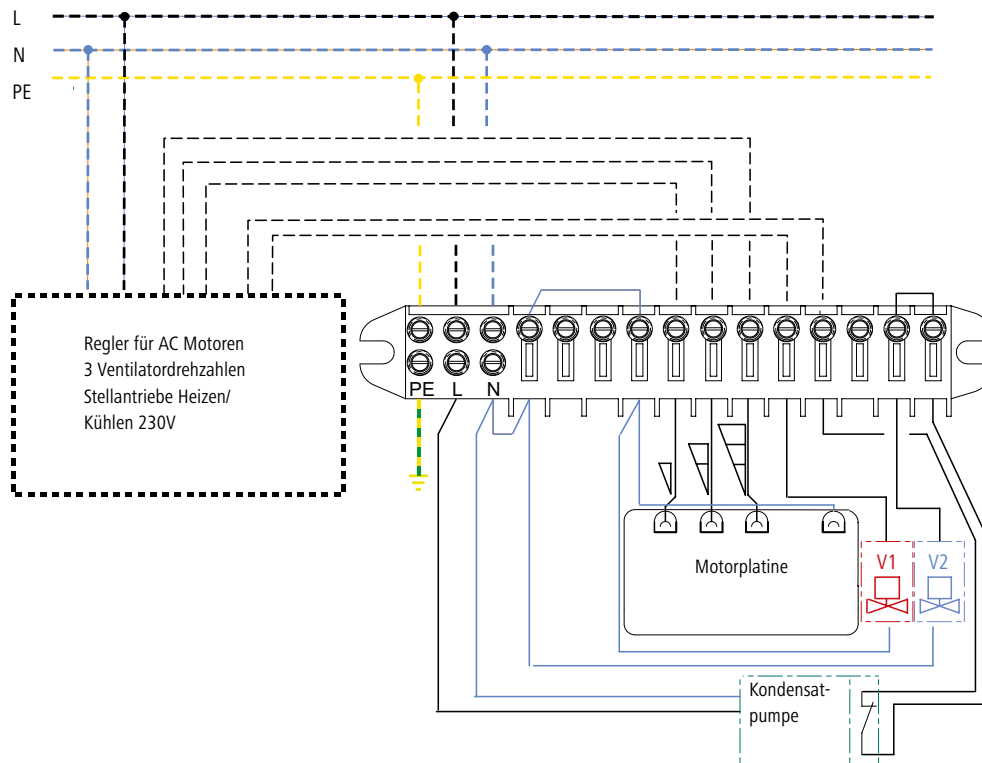 L
N
PE
Regler für AC Motoren
3 Ventilatordrehzahlen
Stellantriebe Heizen/
Kühlen 230V
PE L N
Motorplatine
V1
V2
Kondensat-
pumpe